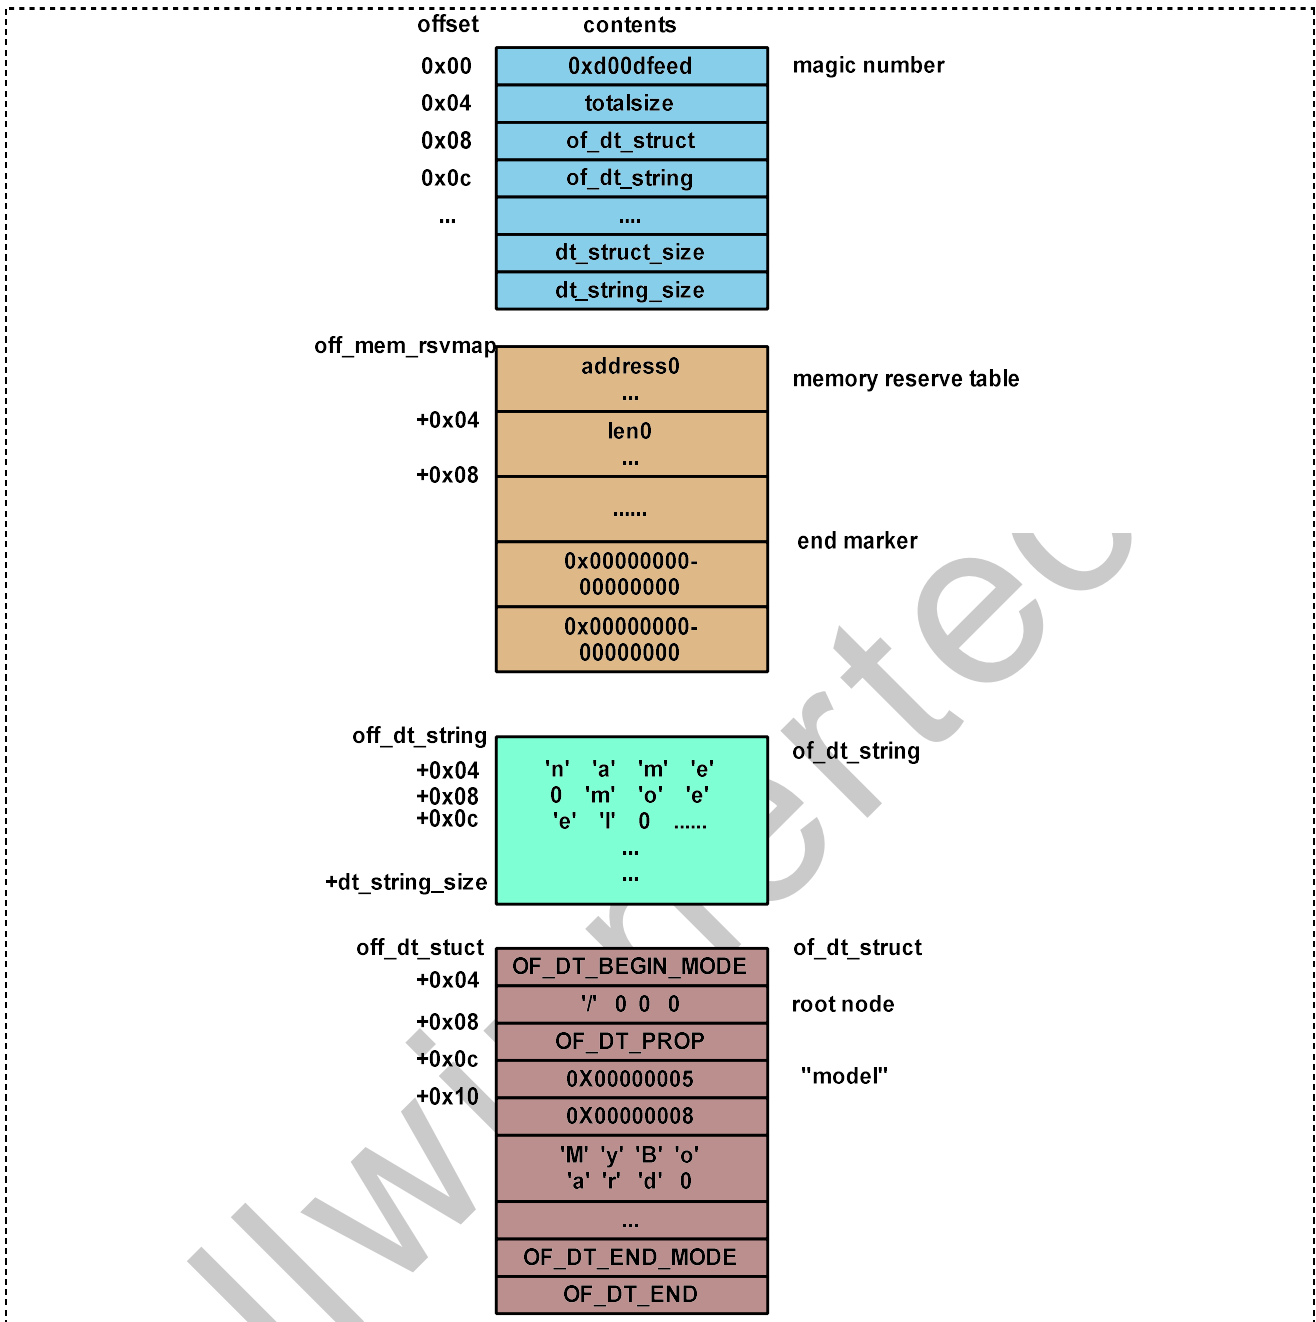 offset contents
0x00 0xd00dfeed magic number
0x04 totalsize
0x08 of_dt_struct
0x0c of_dt_string
... ....
dt_struct_size
dt_string_size
off_mem_rsvmap
address0
...
memory reserve table
+0x04
len0
...
+0x08
......
end marker
0x00000000-
00000000
0x00000000-
00000000
off_dt_string
of_dt_string
+0x04 'n' 'a' 'm' 'e'
+0x08 0 'm' 'o' 'e'
+0x0c 'e' 'l' 0 ......
...
+dt_string_size ...
off_dt_stuct of_dt_struct
OF_DT_BEGIN_MODE
+0x04
'/' 0 0 0 root node
+0x08
OF_DT_PROP
+0x0c
0X00000005 "model"
+0x10
0X00000008
'M' 'y' 'B' 'o'
'a' 'r' 'd' 0
...
OF_DT_END_MODE
OF_DT_END